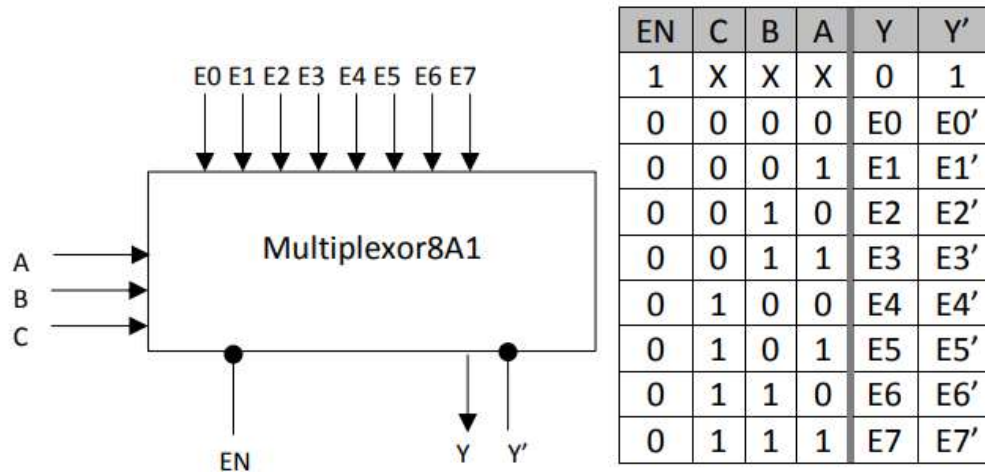 E0 E1 E2 E3 E4 E5 E6 E7
Multiplexor8A1
A
B
C
EN
Y Y'
EN C B A Y Y'
1 X X X 0 1
0 0 0 0 E0 E0'
0 0 0 1 E1 E1'
0 0 1 0 E2 E2'
0 0 1 1 E3 E3'
0 1 0 0 E4 E4'
0 1 0 1 E5 E5'
0 1 1 0 E6 E6'
0 1 1 1 E7 E7'